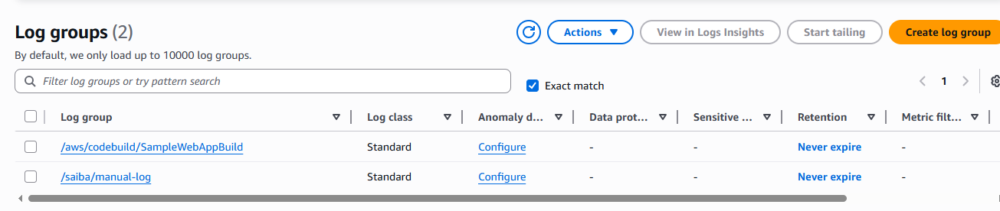 Log groups (2)
Actions
View in Logs Insights
Start tailing
Create log group
By default, we only load up to 10000 log groups.
Filter log groups or try pattern search
Exact match
1
Log group Log class Anomaly d... Data prot... Sensitive ... Retention Metric filt...
/aws/codebuild/SampleWebAppBuild Standard Configure - - Never expire -
/saiba/manual-log Standard Configure - - Never expire -